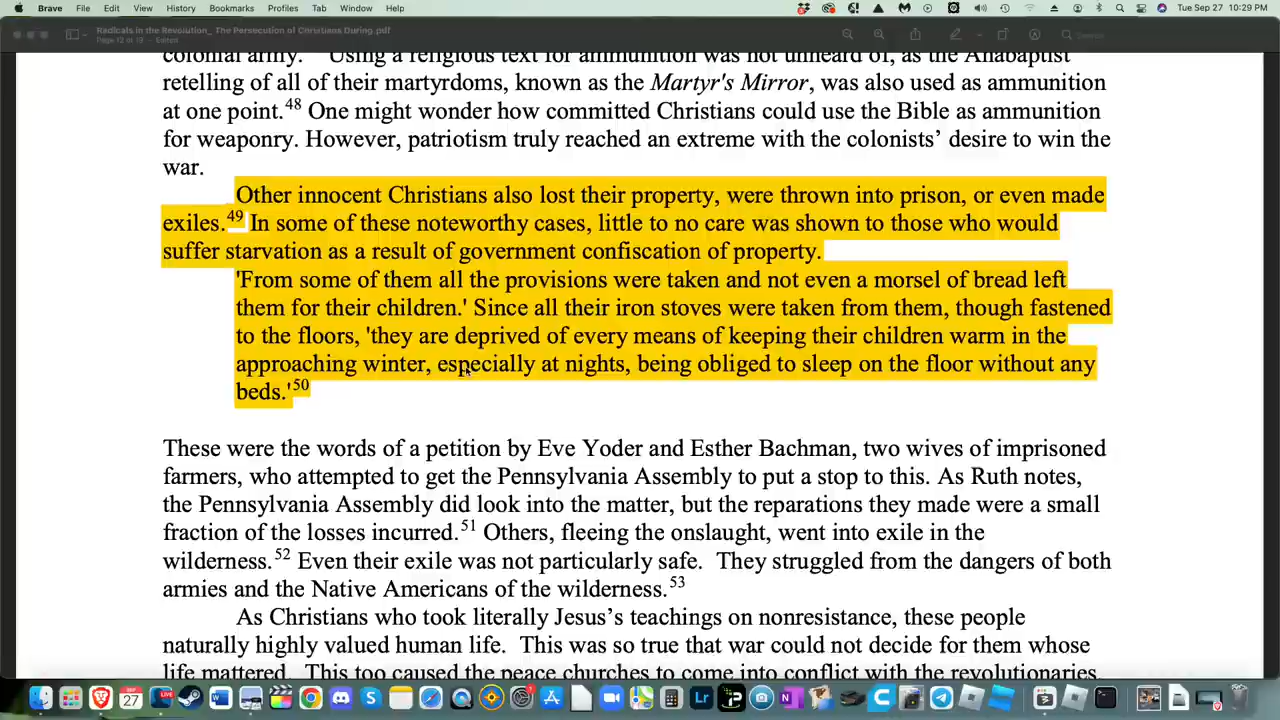 Brave File Edit View History Bookmarks Profiles Tab Window Help Tue Sep 27 10:29 PM
Radicals in the Revolution_ The Persecution of Christians During.pdf
Page 12 of 19 – Edited
Search
colonial army. Using a religious text for ammunition was not unheard of, as the Anabaptist
retelling of all of their martyrdoms, known as the Martyr's Mirror, was also used as ammunition
at one point.48 One might wonder how committed Christians could use the Bible as ammunition
for weaponry. However, patriotism truly reached an extreme with the colonists’ desire to win the
war.
Other innocent Christians also lost their property, were thrown into prison, or even made
exiles.49 In some of these noteworthy cases, little to no care was shown to those who would
suffer starvation as a result of government confiscation of property.
'From some of them all the provisions were taken and not even a morsel of bread left
them for their children.' Since all their iron stoves were taken from them, though fastened
to the floors, 'they are deprived of every means of keeping their children warm in the
approaching winter, especially at nights, being obliged to sleep on the floor without any
beds.'50
These were the words of a petition by Eve Yoder and Esther Bachman, two wives of imprisoned
farmers, who attempted to get the Pennsylvania Assembly to put a stop to this. As Ruth notes,
the Pennsylvania Assembly did look into the matter, but the reparations they made were a small
fraction of the losses incurred.51 Others, fleeing the onslaught, went into exile in the
wilderness.52 Even their exile was not particularly safe. They struggled from the dangers of both
armies and the Native Americans of the wilderness.53
As Christians who took literally Jesus’s teachings on nonresistance, these people
naturally highly valued human life. This was so true that war could not decide for them whose
life mattered. This too caused the peace churches to come into conflict with the revolutionaries.